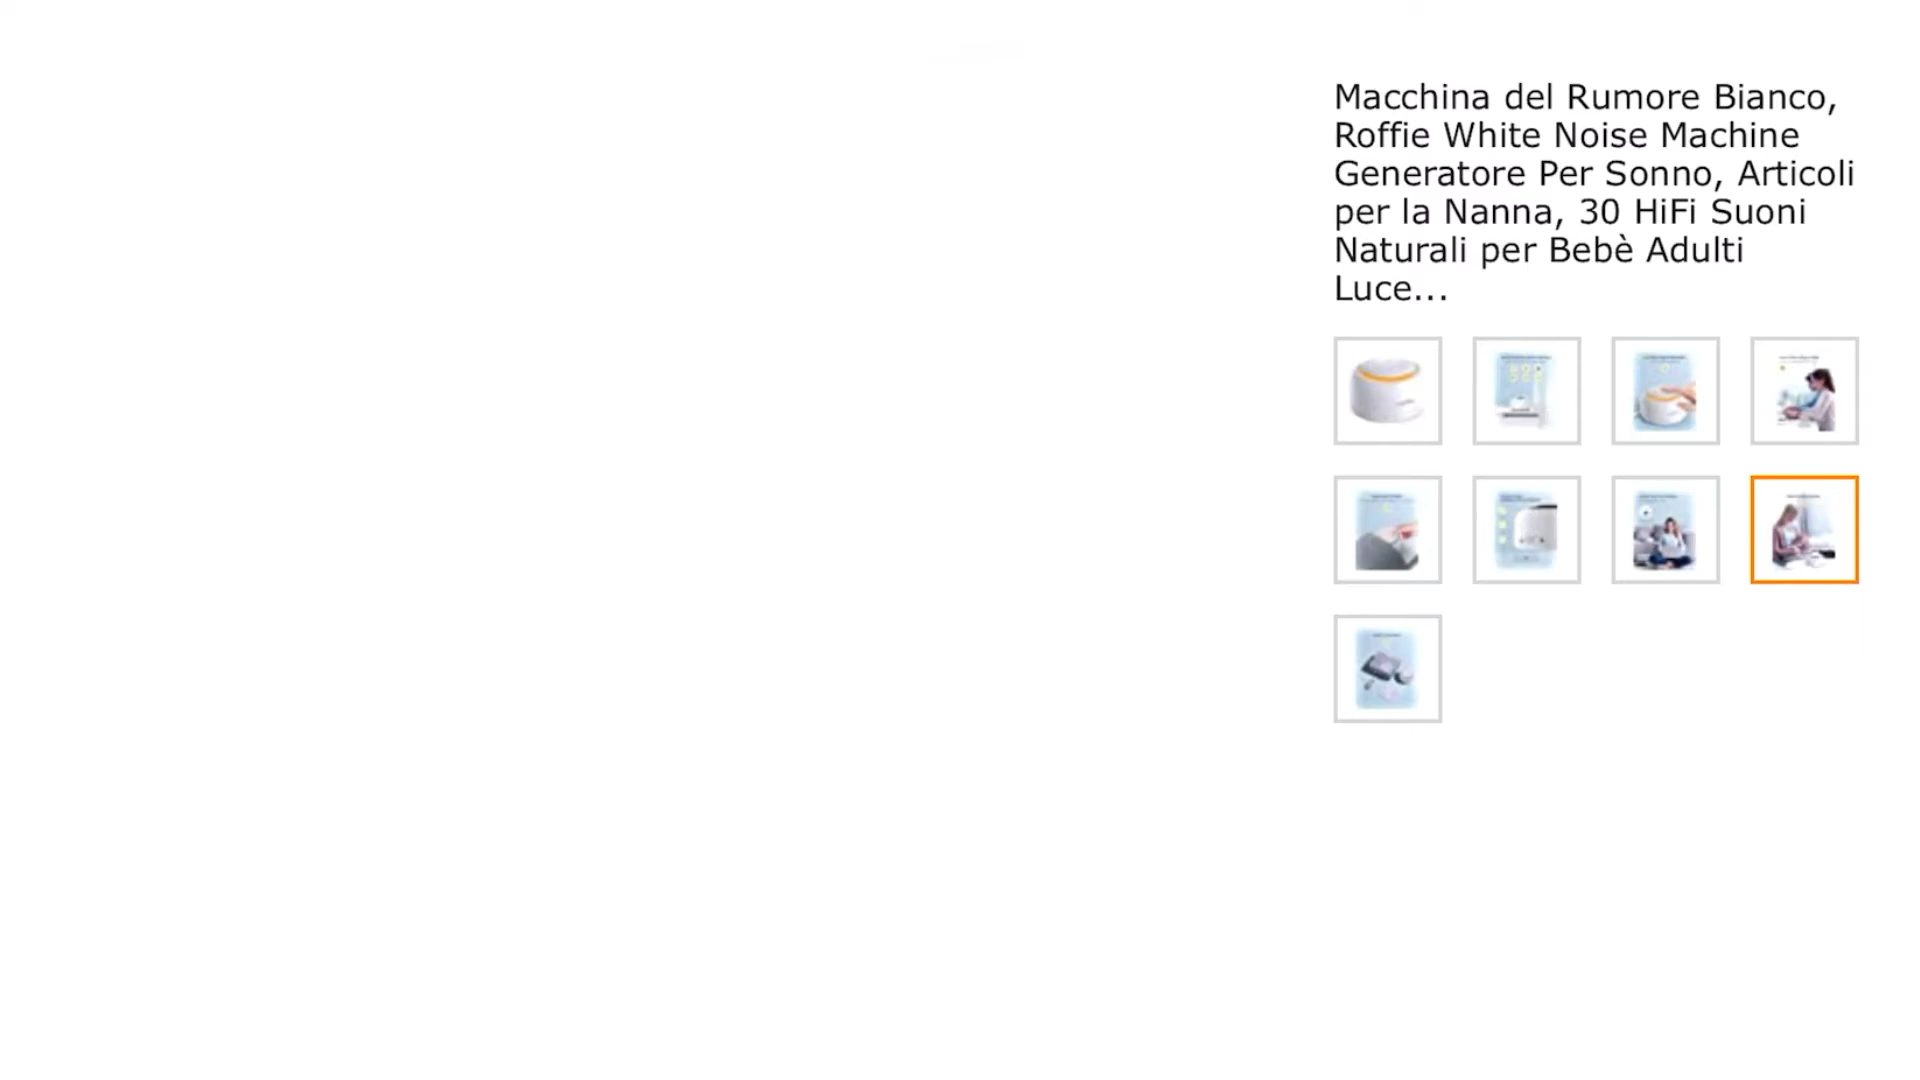 Macchina del Rumore Bianco,
Roffie White Noise Machine
Generatore Per Sonno, Articoli
per la Nanna, 30 HiFi Suoni
Naturali per Bebè Adulti
Luce...